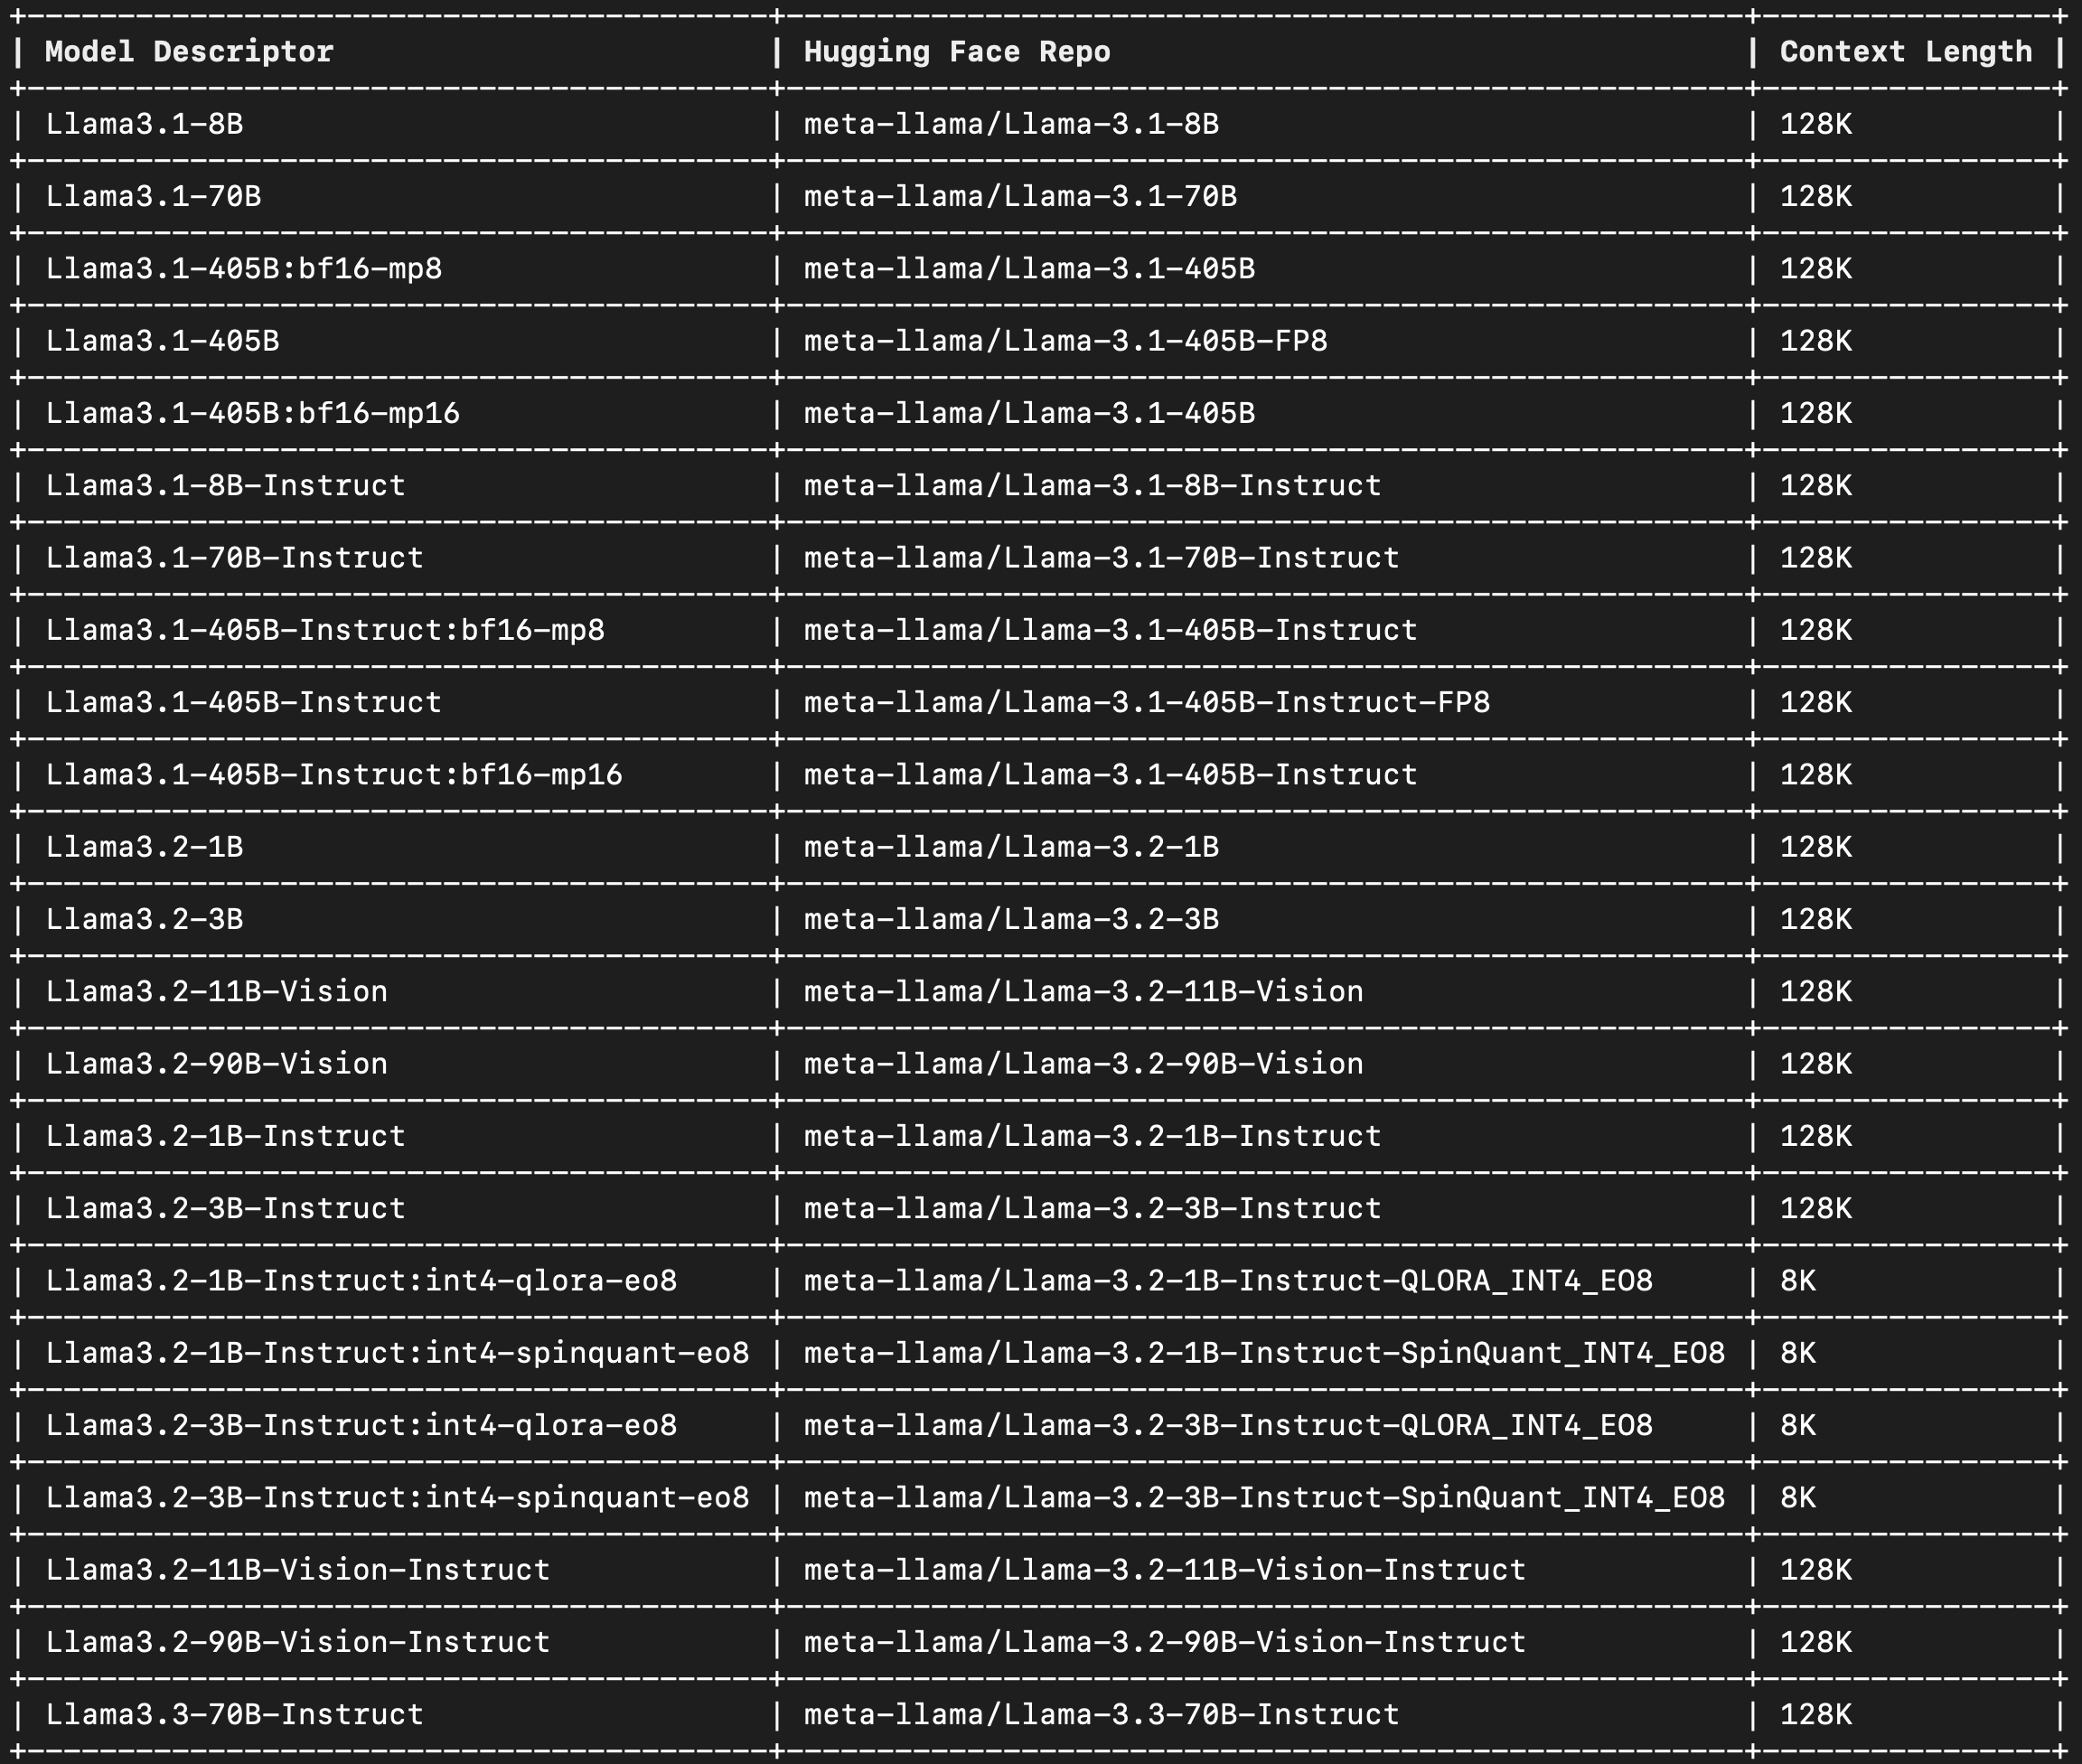 | Model Descriptor | Hugging Face Repo | Context Length |
| Llama3.1-8B | meta-llama/Llama-3.1-8B | 128K |
| Llama3.1-70B | meta-llama/Llama-3.1-70B | 128K |
| Llama3.1-405B:bf16-mp8 | meta-llama/Llama-3.1-405B | 128K |
| Llama3.1-405B | meta-llama/Llama-3.1-405B-FP8 | 128K |
| Llama3.1-405B:bf16-mp16 | meta-llama/Llama-3.1-405B | 128K |
| Llama3.1-8B-Instruct | meta-llama/Llama-3.1-8B-Instruct | 128K |
| Llama3.1-70B-Instruct | meta-llama/Llama-3.1-70B-Instruct | 128K |
| Llama3.1-405B-Instruct:bf16-mp8 | meta-llama/Llama-3.1-405B-Instruct | 128K |
| Llama3.1-405B-Instruct | meta-llama/Llama-3.1-405B-Instruct-FP8 | 128K |
| Llama3.1-405B-Instruct:bf16-mp16 | meta-llama/Llama-3.1-405B-Instruct | 128K |
| Llama3.2-1B | meta-llama/Llama-3.2-1B | 128K |
| Llama3.2-3B | meta-llama/Llama-3.2-3B | 128K |
| Llama3.2-11B-Vision | meta-llama/Llama-3.2-11B-Vision | 128K |
| Llama3.2-90B-Vision | meta-llama/Llama-3.2-90B-Vision | 128K |
| Llama3.2-1B-Instruct | meta-llama/Llama-3.2-1B-Instruct | 128K |
| Llama3.2-3B-Instruct | meta-llama/Llama-3.2-3B-Instruct | 128K |
| Llama3.2-1B-Instruct:int4-qlora-eo8 | meta-llama/Llama-3.2-1B-Instruct-QLORA_INT4_EO8 | 8K |
| Llama3.2-1B-Instruct:int4-spinquant-eo8 | meta-llama/Llama-3.2-1B-Instruct-SpinQuant_INT4_EO8 | 8K |
| Llama3.2-3B-Instruct:int4-qlora-eo8 | meta-llama/Llama-3.2-3B-Instruct-QLORA_INT4_EO8 | 8K |
| Llama3.2-3B-Instruct:int4-spinquant-eo8 | meta-llama/Llama-3.2-3B-Instruct-SpinQuant_INT4_EO8 | 8K |
| Llama3.2-11B-Vision-Instruct | meta-llama/Llama-3.2-11B-Vision-Instruct | 128K |
| Llama3.2-90B-Vision-Instruct | meta-llama/Llama-3.2-90B-Vision-Instruct | 128K |
| Llama3.3-70B-Instruct | meta-llama/Llama-3.3-70B-Instruct | 128K |